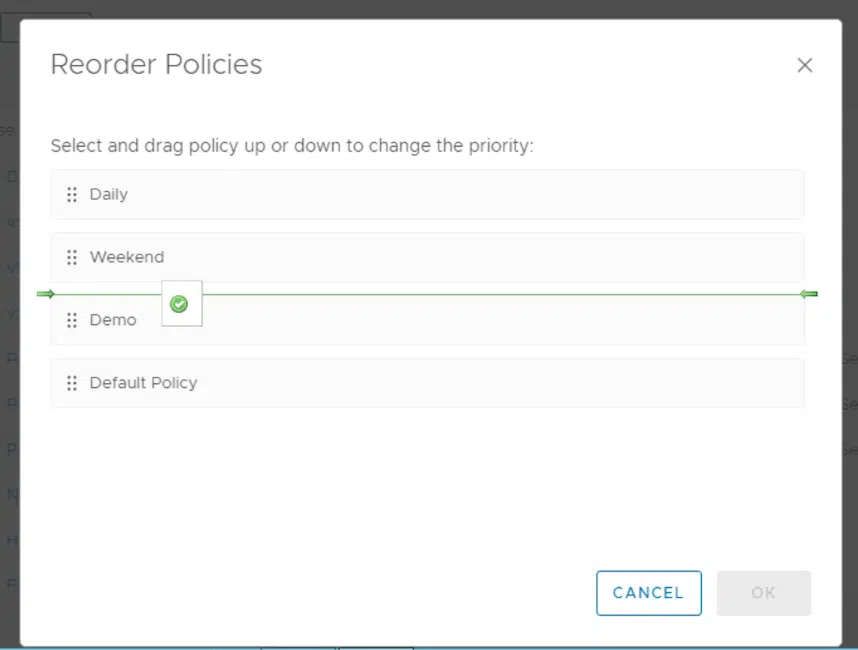 Reorder Policies
Select and drag policy up or down to change the priority:
Daily
Weekend
Demo
Default Policy
CANCEL
OK